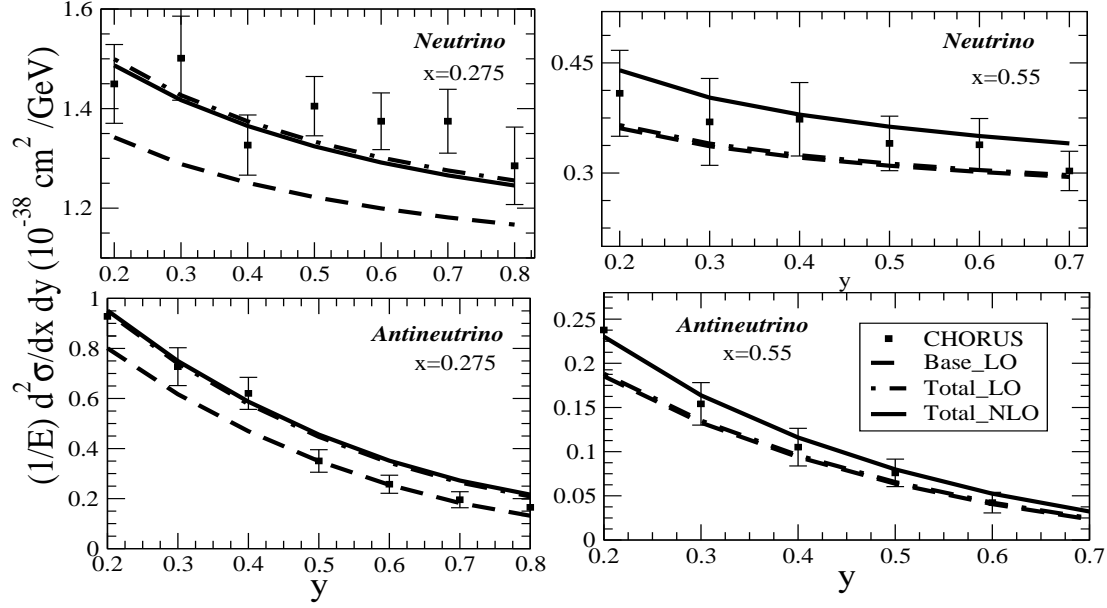 (1/E) d²σ/dx dy (10⁻³⁸ cm² /GeV)
1.6
1.4
1.2
Neutrino
x=0.275
0.2 0.3 0.4 0.5 0.6 0.7 0.8
0.45
0.3
Neutrino
x=0.55
0.2 0.3 0.4 0.5 0.6 0.7
y
1
0.8
0.6
0.4
0.2
0
Antineutrino
x=0.275
0.2 0.3 0.4 0.5 0.6 0.7 0.8
y
0.25
0.2
0.15
0.1
0.05
0
Antineutrino
x=0.55
CHORUS
Base_LO
Total_LO
Total_NLO
0.2 0.3 0.4 0.5 0.6 0.7
y